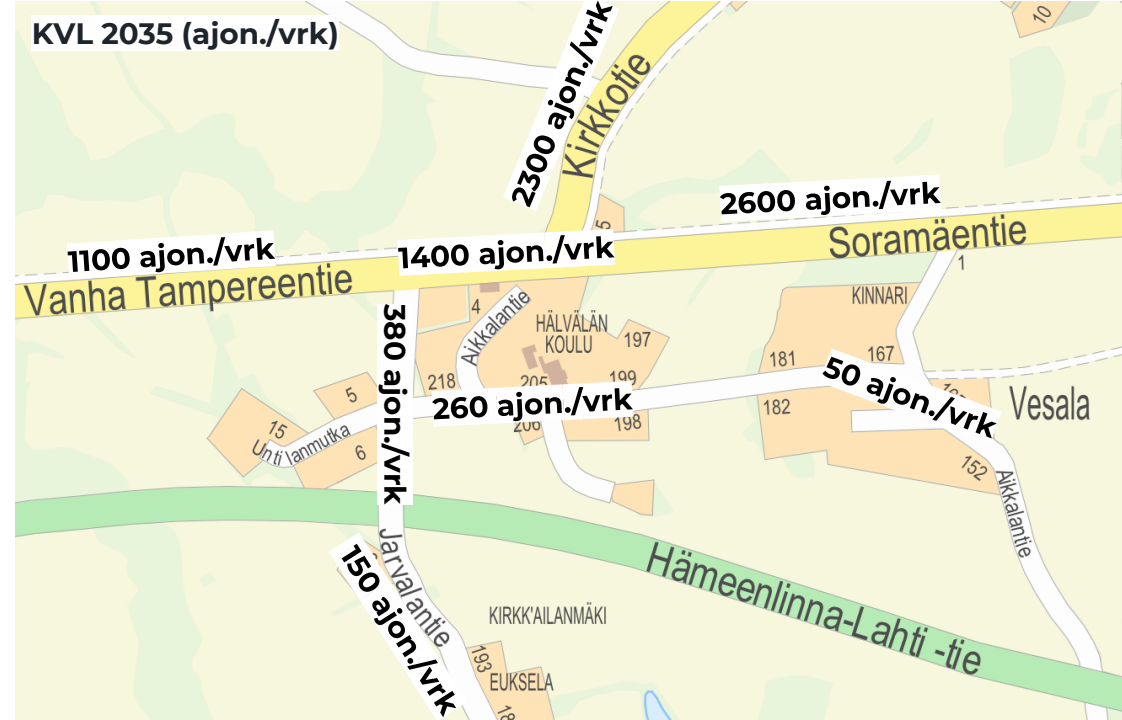 KVL 2035 (ajon./vrk)
10
2300 ajon./vrk
Kirkkotie
5
2600 ajon./vrk
1100 ajon./vrk
1400 ajon./vrk
Soramäentie
Vanha Tampereentie
1
4
KINNARI
Aikkalantie
HÄLVÄLÄN
KOULU
197
380 ajon./vrk
181
167
218
205
199
50 ajon./vrk
5
260 ajon./vrk
182
Vesala
206
198
15
Untilanmutka
6
152
Aikkalantie
Jarvalantie
150 ajon./vrk
Hämeenlinna-Lahti -tie
KIRKK'AILANMÄKI
193
EUKSELA